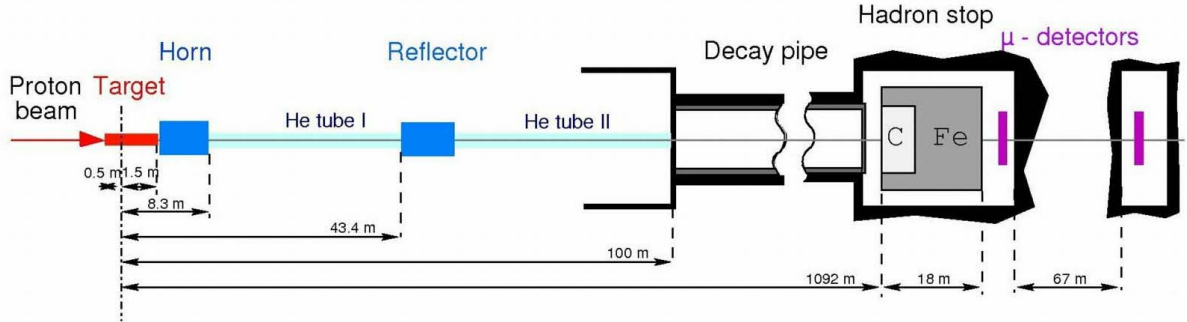 Hadron stop
Horn
Reflector
Decay pipe
μ - detectors
Proton
beam
Target
He tube I
He tube II
C
Fe
0.5 m
1.5 m
8.3 m
43.4 m
100 m
1092 m
18 m
67 m